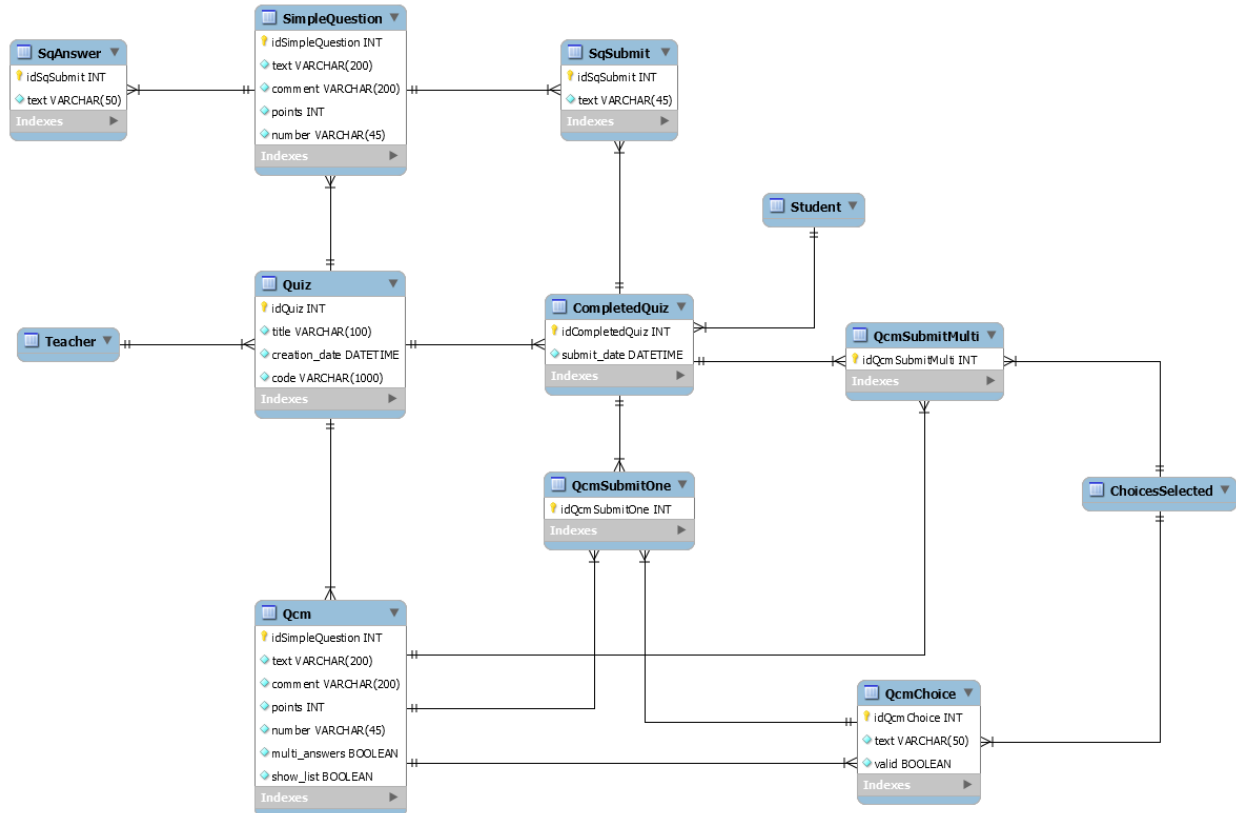 SimpleQuestion
idSimpleQuestion INT
text VARCHAR(200)
comment VARCHAR(200)
points INT
number VARCHAR(45)
Indexes
SqAnswer
idSqSubmit INT
text VARCHAR(50)
Indexes
SqSubmit
idSqSubmit INT
text VARCHAR(45)
Indexes
Student
Quiz
idQuiz INT
title VARCHAR(100)
creation_date DATETIME
code VARCHAR(1000)
Indexes
Teacher
CompletedQuiz
idCompletedQuiz INT
submit_date DATETIME
Indexes
QcmSubmitMulti
idQcmSubmitMulti INT
Indexes
QcmSubmitOne
idQcmSubmitOne INT
Indexes
ChoicesSelected
Qcm
idSimpleQuestion INT
text VARCHAR(200)
comment VARCHAR(200)
points INT
number VARCHAR(45)
multi_answers BOOLEAN
show_list BOOLEAN
Indexes
QcmChoice
idQcmChoice INT
text VARCHAR(50)
valid BOOLEAN
Indexes